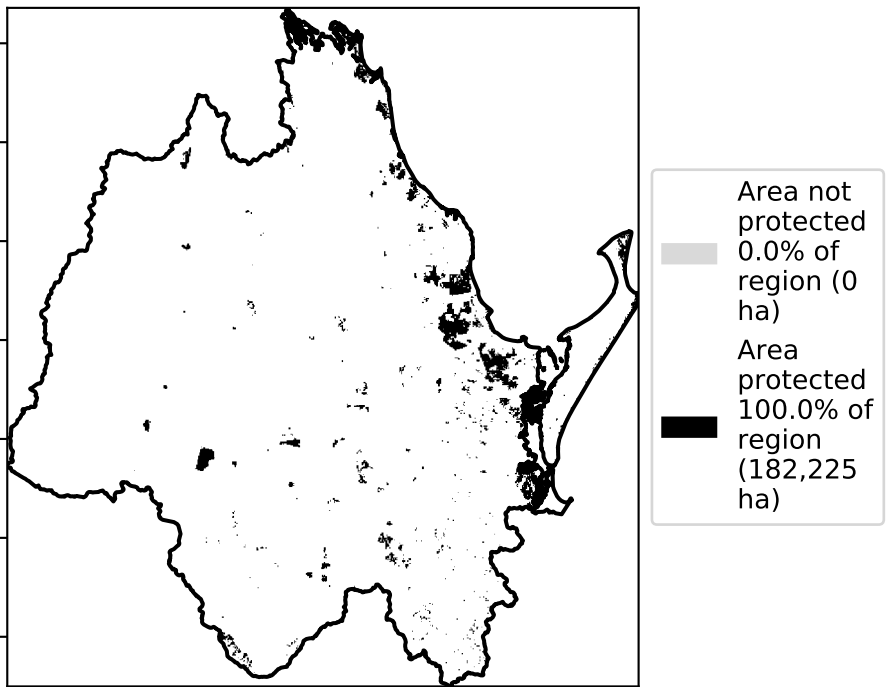 Area not
protected
0.0% of
region (0
ha)
Area
protected
100.0% of
region
(182,225
ha)